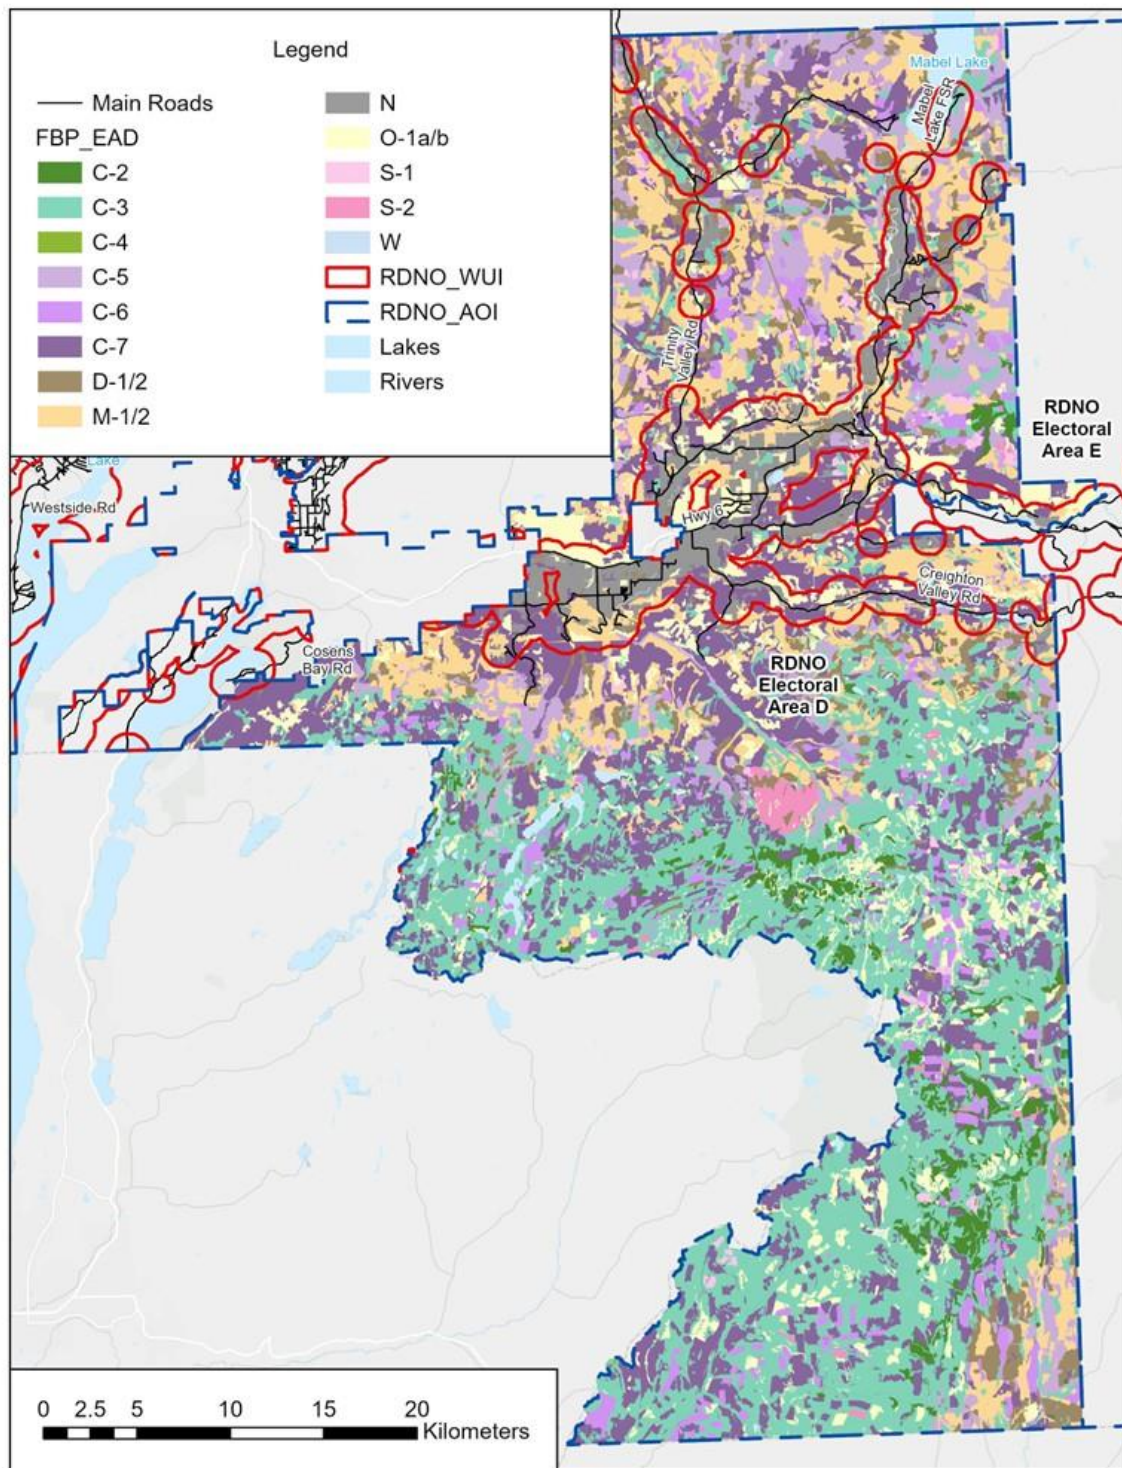 Legend
Main Roads
FBP_EAD
C-2
C-3
C-4
C-5
C-6
C-7
D-1/2
M-1/2
N
O-1a/b
S-1
S-2
W
RDNO_WUI
RDNO_AOI
Lakes
Rivers
Mabel Lake
Mabel
Lake FSR
Trinity
Valley Rd
RDNO
Electoral
Area E
Lake
Westside Rd
Hwy 6
Creighton
Valley Rd
Cosens
Bay Rd
RDNO
Electoral
Area D
0 2.5 5 10 15 20
Kilometers